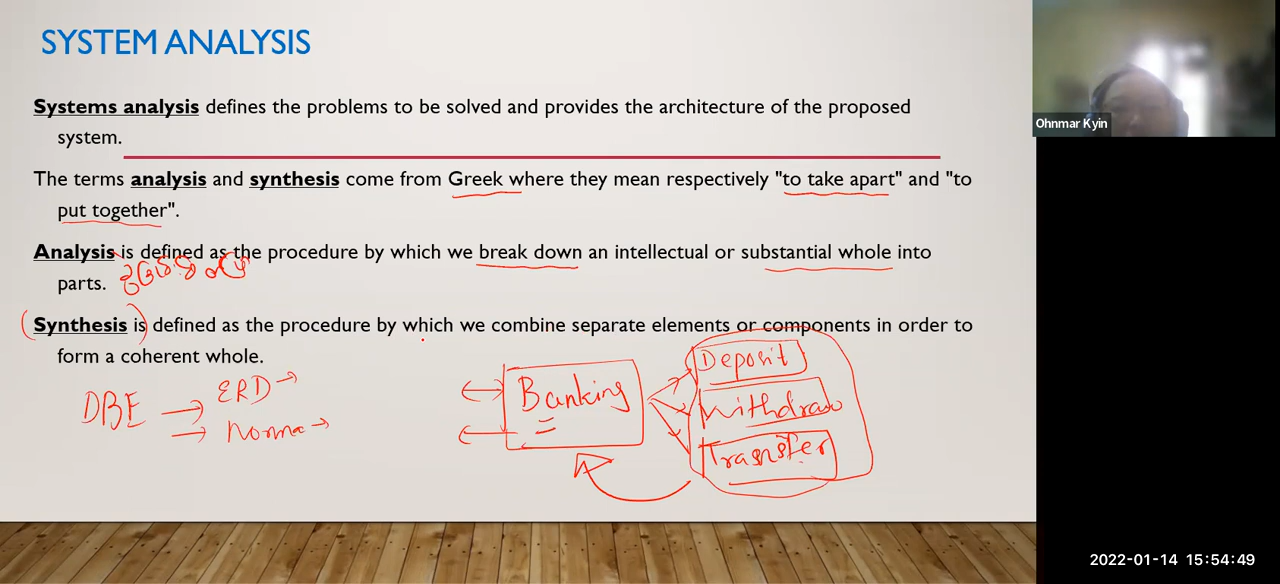 SYSTEM ANALYSIS
Systems analysis defines the problems to be solved and provides the architecture of the proposed
system.
The terms analysis and synthesis come from Greek where they mean respectively "to take apart" and "to
put together".
Analysis is defined as the procedure by which we break down an intellectual or substantial whole into
parts.
Synthesis is defined as the procedure by which we combine separate elements or components in order to
form a coherent whole.
DBE
ERD
Norma
Banking
Deposit
Withdraw
Transfer
Ohnmar Kyin
2022-01-14 15:54:49